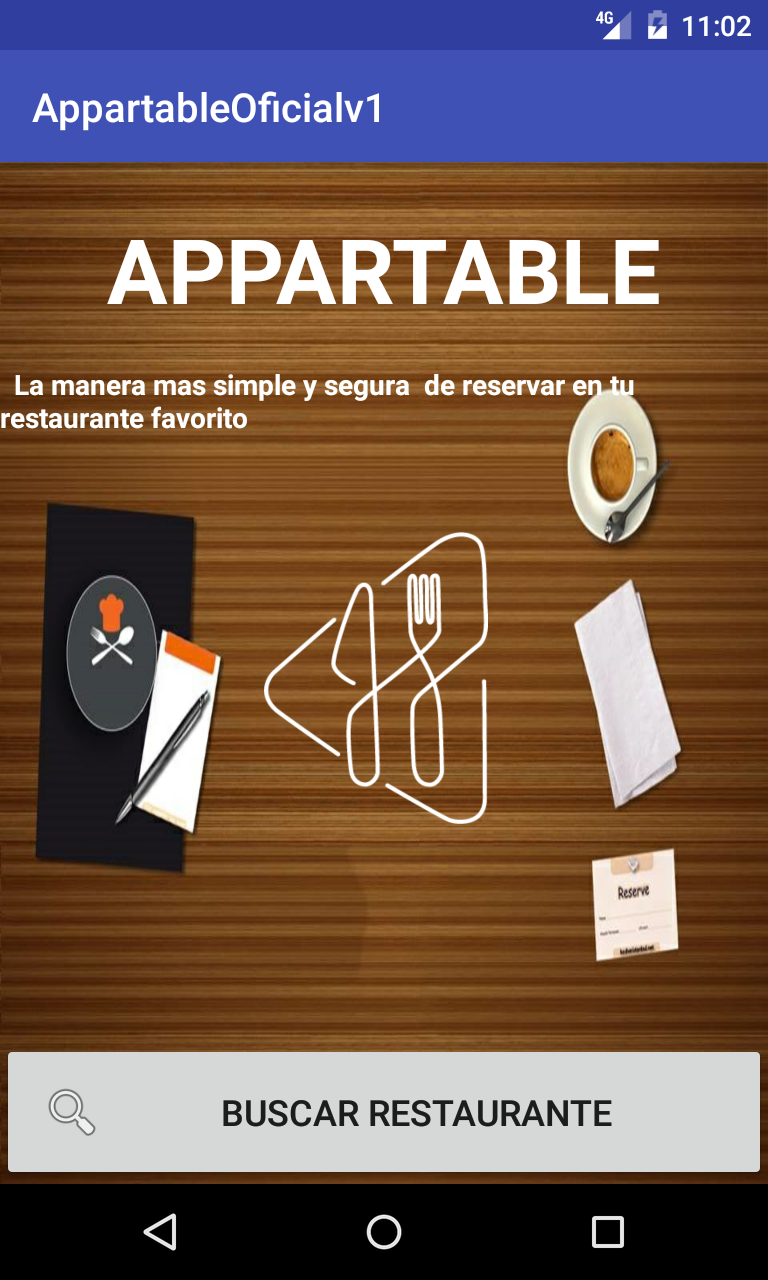 4G 11:02
AppartableOficialv1
APPARTABLE
La manera mas simple y segura  de reservar en tu
restaurante favorito
Reserve
BUSCAR RESTAURANTE